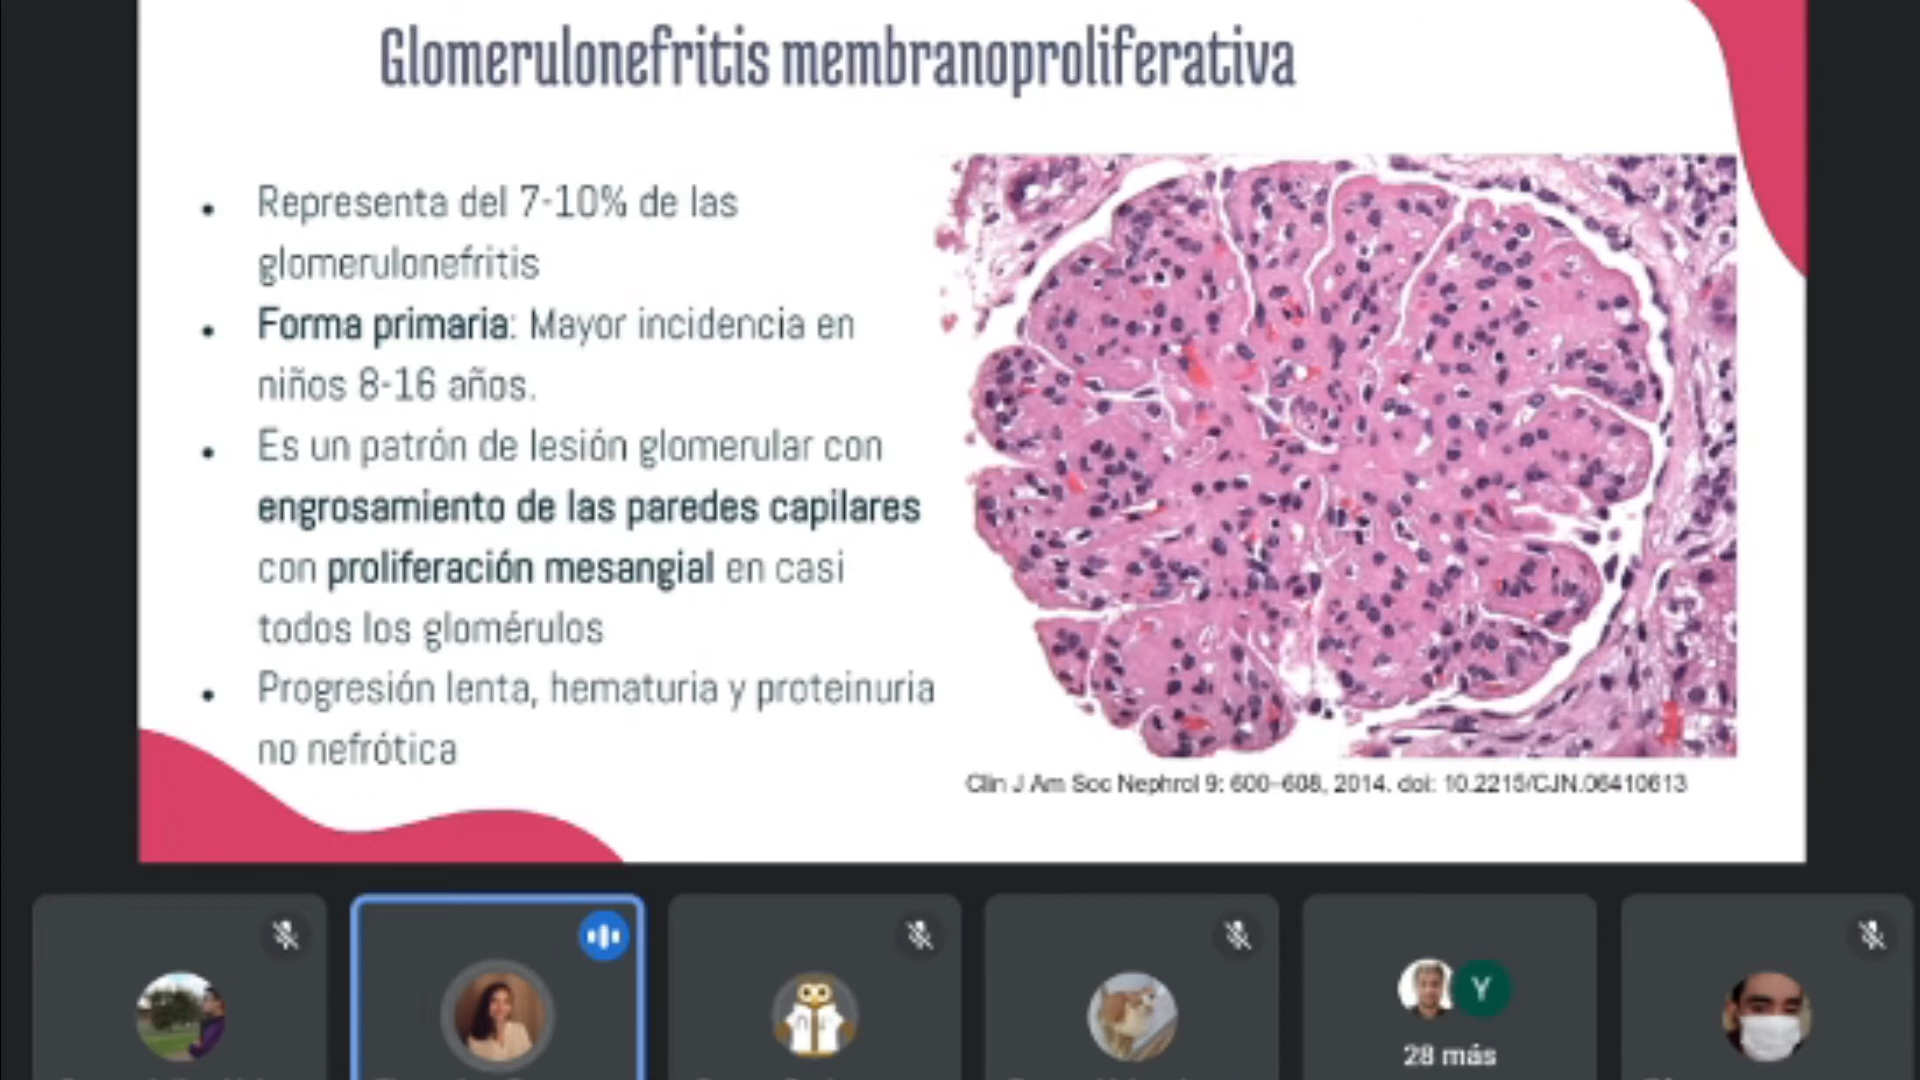 Glomerulonefritis membranoproliferativa
• Representa del 7-10% de las
glomerulonefritis
• Forma primaria: Mayor incidencia en
niños 8-16 años.
• Es un patrón de lesión glomerular con
engrosamiento de las paredes capilares
con proliferación mesangial en casi
todos los glomérulos
• Progresión lenta, hematuria y proteinuria
no nefrótica
Clin J Am Soc Nephrol 9: 600–608, 2014. doi: 10.2215/CJN.06410613
Y
28 más